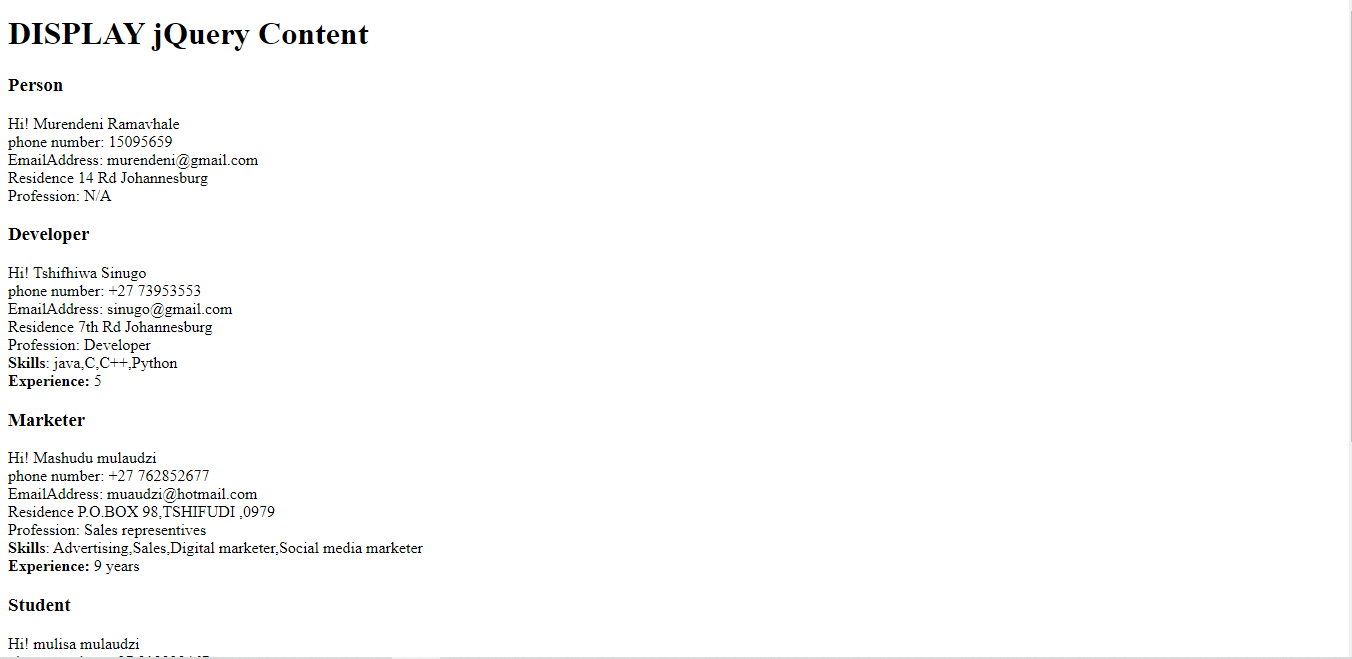 DISPLAY jQuery Content
Person
Hi! Murendeni Ramavhale
phone number: 15095659
EmailAddress: murendeni@gmail.com
Residence 14 Rd Johannesburg
Profession: N/A
Developer
Hi! Tshifhiwa Sinugo
phone number: +27 73953553
EmailAddress: sinugo@gmail.com
Residence 7th Rd Johannesburg
Profession: Developer
Skills: java,C,C++,Python
Experience: 5
Marketer
Hi! Mashudu mulaudzi
phone number: +27 762852677
EmailAddress: muaudzi@hotmail.com
Residence P.O.BOX 98,TSHIFUDI ,0979
Profession: Sales representives
Skills: Advertising,Sales,Digital marketer,Social media marketer
Experience: 9 years
Student
Hi! mulisa mulaudzi